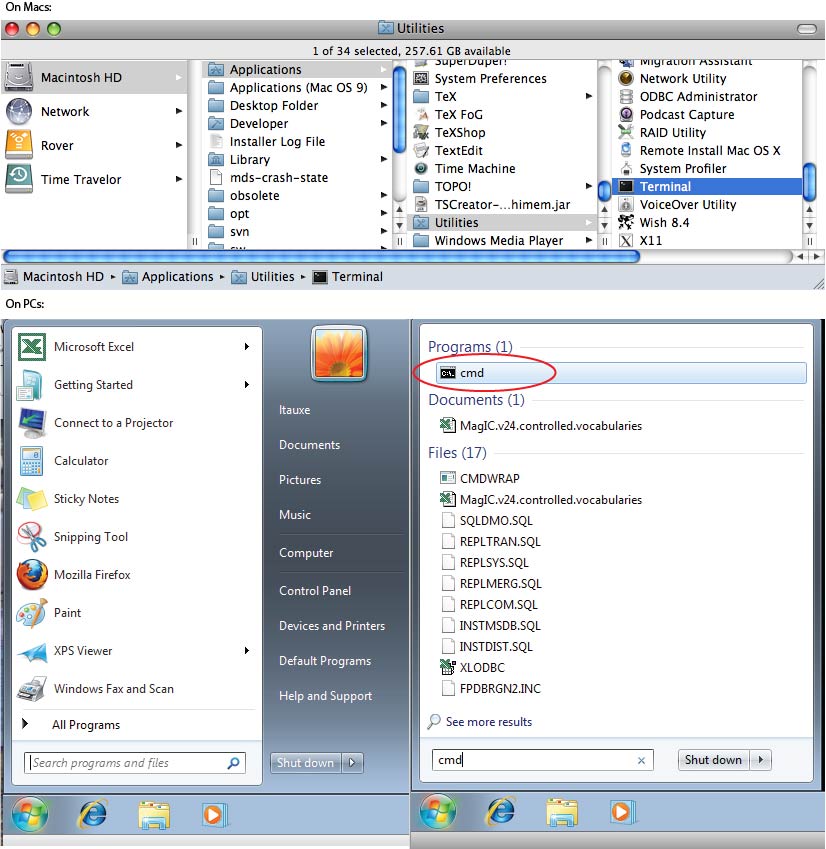 On Macs:
Utilities
1 of 34 selected, 257.61 GB available
Macintosh HD
Network
Rover
Time Travelor
Applications
Applications (Mac OS 9)
Desktop Folder
Developer
Installer Log File
Library
mds-crash-state
obsolete
opt
svn
sw
SuperDuper!
System Preferences
TeX
TeX FoG
TeXShop
TextEdit
Time Machine
TOPO!
TSCreator-...himem.jar
Utilities
Windows Media Player
Migration Assistant
Network Utility
ODBC Administrator
Podcast Capture
RAID Utility
Remote Install Mac OS X
System Profiler
Terminal
VoiceOver Utility
Wish 8.4
X11
Macintosh HD ▸ Applications ▸ Utilities ▸ Terminal
On PCs:
Microsoft Excel
Getting Started
Connect to a Projector
Calculator
Sticky Notes
Snipping Tool
Mozilla Firefox
Paint
XPS Viewer
Windows Fax and Scan
All Programs
Search programs and files
ltauxe
Documents
Pictures
Music
Computer
Control Panel
Devices and Printers
Default Programs
Help and Support
Shut down
Programs (1)
C:\. cmd
Documents (1)
MagIC.v24.controlled.vocabularies
Files (17)
CMDWRAP
MagIC.v24.controlled.vocabularies
SQLDMO.SQL
REPLTRAN.SQL
REPLSYS.SQL
REPLMERG.SQL
REPLCOM.SQL
INSTMSDB.SQL
INSTDIST.SQL
XLODBC
FPDBRGN2.INC
See more results
cmd
Shut down